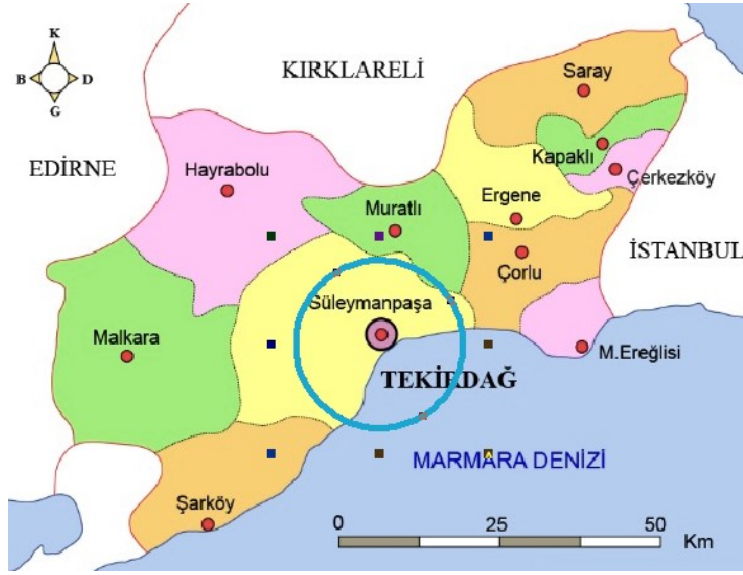 K
B D
G
KIRKLARELİ
Saray
EDİRNE
Hayrabolu
Kapaklı
Çerkezköy
Muratlı
Ergene
İSTANBUL
Çorlu
Süleymanpaşa
Malkara
M.Ereğlisi
TEKİRDAĞ
MARMARA DENİZİ
Şarköy
0 25 50
Km